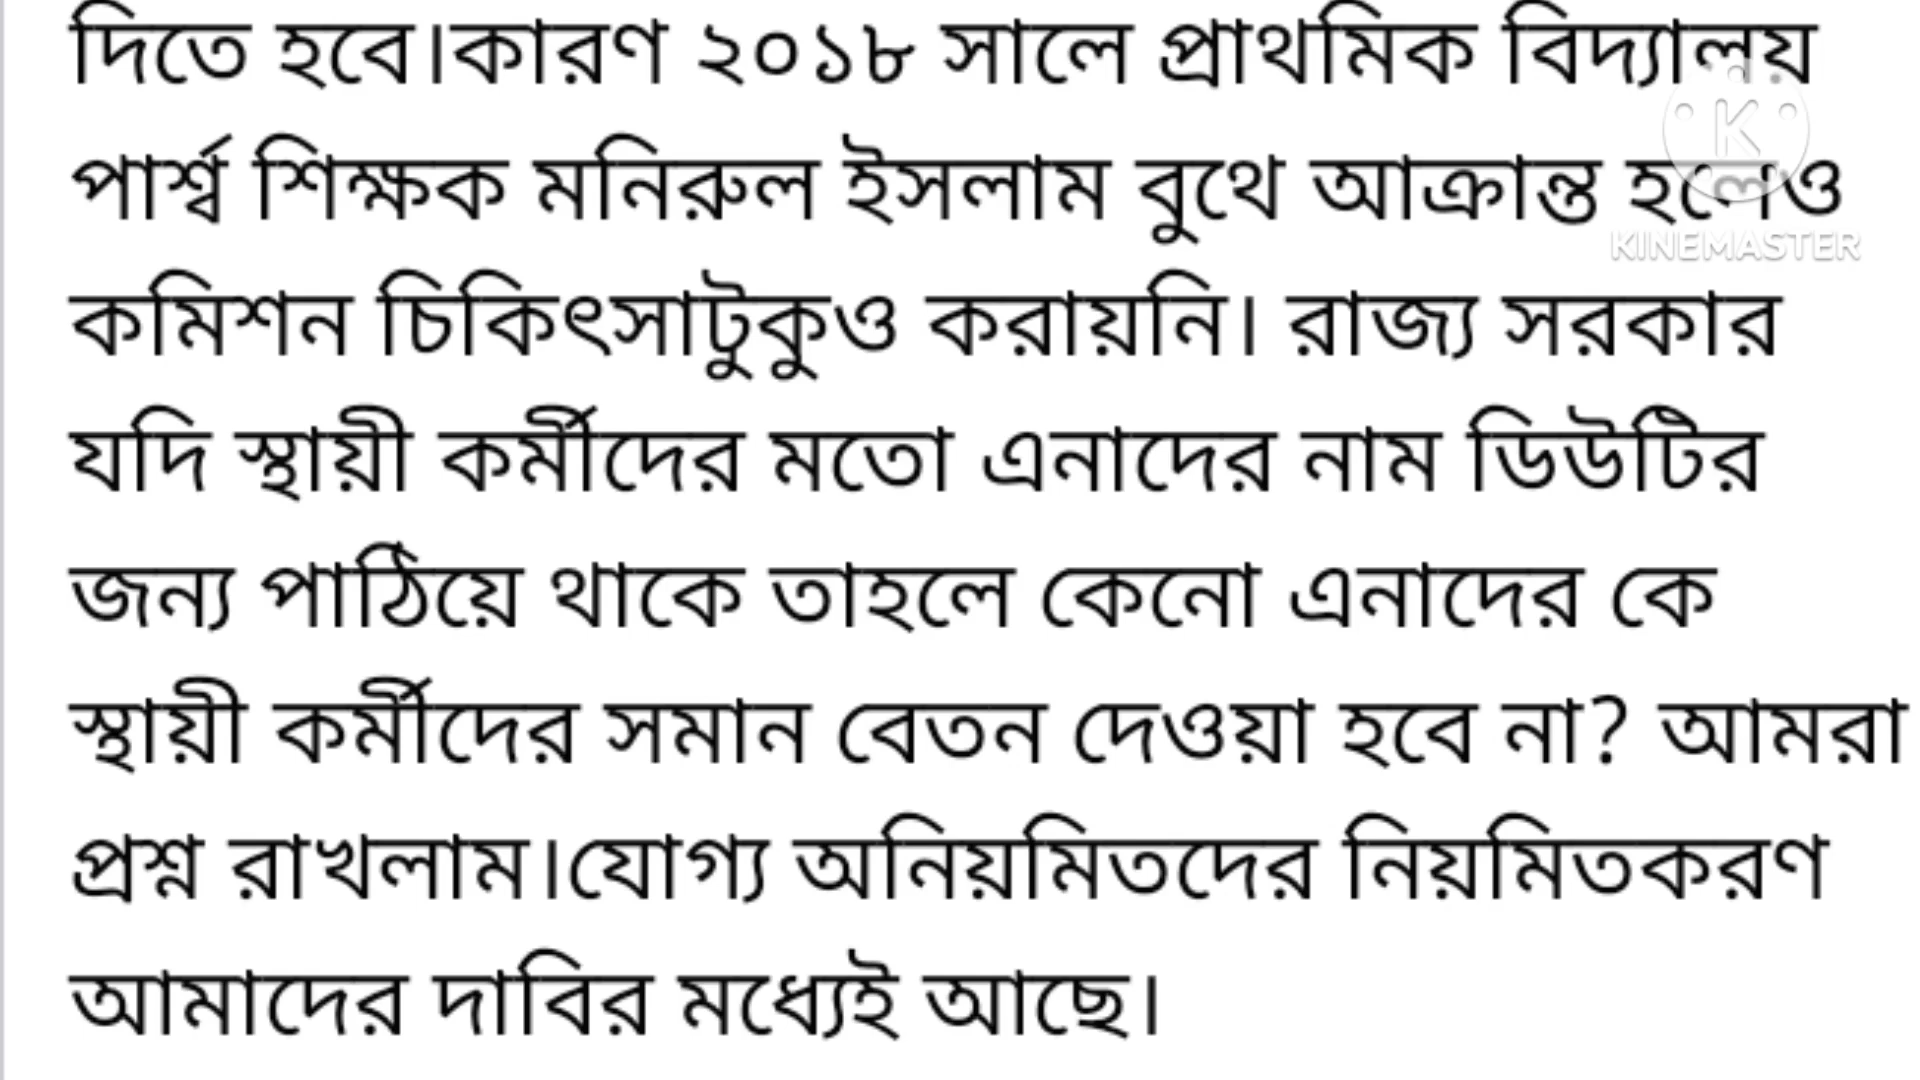 দিতে হবে।কারণ ২০১৮ সালে প্রাথমিক বিদ্যালয়
পার্শ্ব শিক্ষক মনিরুল ইসলাম বুথে আক্রান্ত হলেও
KINEMASTER
কমিশন চিকিৎসাটুকুও করায়নি। রাজ্য সরকার
যদি স্থায়ী কর্মীদের মতো এনাদের নাম ডিউটির
জন্য পাঠিয়ে থাকে তাহলে কেনো এনাদের কে
স্থায়ী কর্মীদের সমান বেতন দেওয়া হবে না? আমরা
প্রশ্ন রাখলাম।যোগ্য অনিয়মিতদের নিয়মিতকরণ
আমাদের দাবির মধ্যেই আছে।